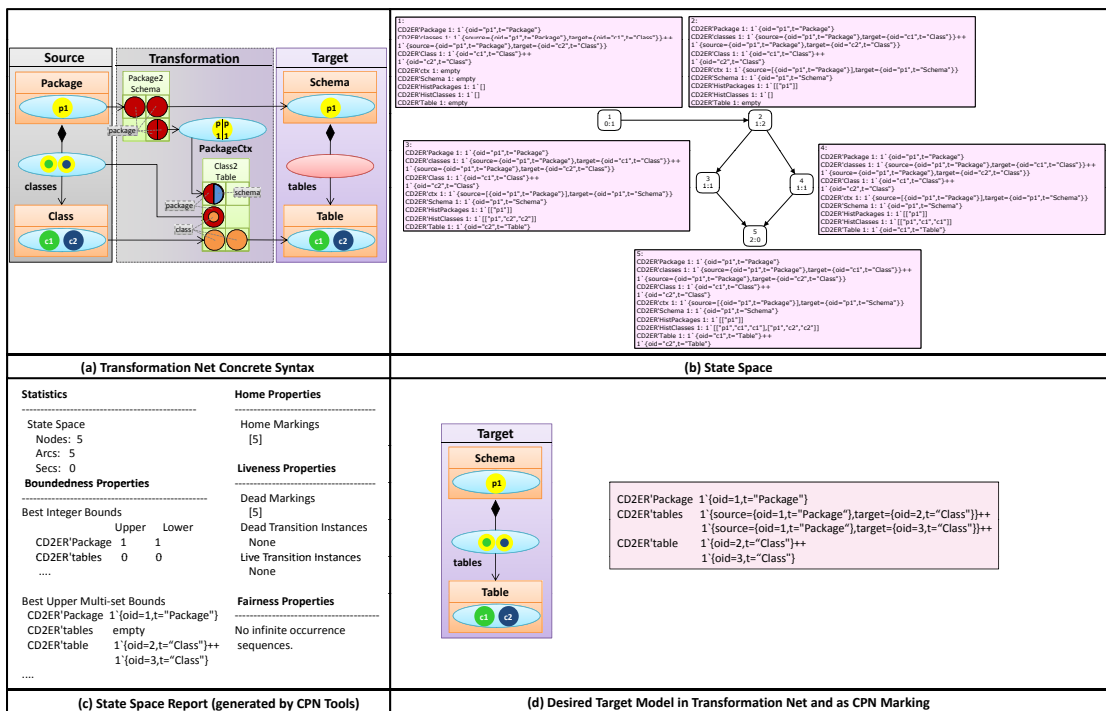 Source
Transformation
Target
Package
Package2
Schema
Schema
p1
p1
package
p p
1 1
PackageCtx
classes
Class2
Table
tables
schema
package
class
Class
Table
c1 c2
c1 c2
(a) Transformation Net Concrete Syntax
1:
CD2ER'Package 1: 1`{oid="p1",t="Package"}
CD2ER'classes 1: 1`{source={oid="p1",t="Package"},target={oid="c1",t="Class"}}++
1`{source={oid="p1",t="Package"},target={oid="c2",t="Class"}}
CD2ER'Class 1: 1`{oid="c1",t="Class"}++
1`{oid="c2",t="Class"}
CD2ER'ctx 1: empty
CD2ER'Schema 1: empty
CD2ER'HistPackages 1: 1`[]
CD2ER'HistClasses 1: 1`[]
CD2ER'Table 1: empty
2:
CD2ER'Package 1: 1`{oid="p1",t="Package"}
CD2ER'classes 1: 1`{source={oid="p1",t="Package"},target={oid="c1",t="Class"}}++
1`{source={oid="p1",t="Package"},target={oid="c2",t="Class"}}
CD2ER'Class 1: 1`{oid="c1",t="Class"}++
1`{oid="c2",t="Class"}
CD2ER'ctx 1: 1`{source=[{oid="p1",t="Package"}],target={oid="p1",t="Schema"}}
CD2ER'Schema 1: 1`{oid="p1",t="Schema"}
CD2ER'HistPackages 1: 1`[["p1"]]
CD2ER'HistClasses 1: 1`[]
CD2ER'Table 1: empty
1
0:1
2
1:2
3:
CD2ER'Package 1: 1`{oid="p1",t="Package"}
CD2ER'classes 1: 1`{source={oid="p1",t="Package"},target={oid="c1",t="Class"}}++
1`{source={oid="p1",t="Package"},target={oid="c2",t="Class"}}
CD2ER'Class 1: 1`{oid="c1",t="Class"}++
1`{oid="c2",t="Class"}
CD2ER'ctx 1: 1`{source=[{oid="p1",t="Package"}],target={oid="p1",t="Schema"}}
CD2ER'Schema 1: 1`{oid="p1",t="Schema"}
CD2ER'HistPackages 1: 1`[["p1"]]
CD2ER'HistClasses 1: 1`[["p1","c2","c2"]]
CD2ER'Table 1: 1`{oid="c2",t="Table"}
3
1:1
4
1:1
4:
CD2ER'Package 1: 1`{oid="p1",t="Package"}
CD2ER'classes 1: 1`{source={oid="p1",t="Package"},target={oid="c1",t="Class"}}++
1`{source={oid="p1",t="Package"},target={oid="c2",t="Class"}}
CD2ER'Class 1: 1`{oid="c1",t="Class"}++
1`{oid="c2",t="Class"}
CD2ER'ctx 1: 1`{source=[{oid="p1",t="Package"}],target={oid="p1",t="Schema"}}
CD2ER'Schema 1: 1`{oid="p1",t="Schema"}
CD2ER'HistPackages 1: 1`[["p1"]]
CD2ER'HistClasses 1: 1`[["p1","c1","c1"]]
CD2ER'Table 1: 1`{oid="c1",t="Table"}
5
2:0
5:
CD2ER'Package 1: 1`{oid="p1",t="Package"}
CD2ER'classes 1: 1`{source={oid="p1",t="Package"},target={oid="c1",t="Class"}}++
1`{source={oid="p1",t="Package"},target={oid="c2",t="Class"}}
CD2ER'Class 1: 1`{oid="c1",t="Class"}++
1`{oid="c2",t="Class"}
CD2ER'ctx 1: 1`{source=[{oid="p1",t="Package"}],target={oid="p1",t="Schema"}}
CD2ER'Schema 1: 1`{oid="p1",t="Schema"}
CD2ER'HistPackages 1: 1`[["p1"]]
CD2ER'HistClasses 1: 1`[["p1","c1","c1"],["p1","c2","c2"]]
CD2ER'Table 1: 1`{oid="c1",t="Table"}++
1`{oid="c2",t="Table"}
(b) State Space
Statistics
State Space
Nodes: 5
Arcs: 5
Secs: 0
Boundedness Properties
Best Integer Bounds
Upper Lower
CD2ER'Package 1 1
CD2ER'tables 0 0
....
Best Upper Multi-set Bounds
CD2ER'Package 1`{oid=1,t="Package"}
CD2ER'tables empty
CD2ER'table 1`{oid=2,t=“Class"}++
1`{oid=3,t=“Class"}
....
Home Properties
Home Markings
[5]
Liveness Properties
Dead Markings
[5]
Dead Transition Instances
None
Live Transition Instances
None
Fairness Properties
No infinite occurrence
sequences.
(c) State Space Report (generated by CPN Tools)
Target
Schema
p1
tables
Table
c1 c2
CD2ER'Package 1`{oid=1,t="Package"}
CD2ER'tables 1`{source={oid=1,t="Package“},target={oid=2,t=“Class"}}++
1`{source={oid=1,t="Package“},target={oid=3,t=“Class"}}++
CD2ER'table 1`{oid=2,t=“Class"}++
1`{oid=3,t=“Class"}
(d) Desired Target Model in Transformation Net and as CPN Marking